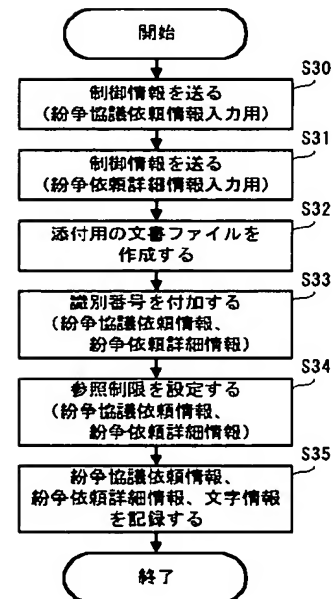 開始
S30
制御情報を送る
(紛争協議依頼情報入力用)
S31
制御情報を送る
(紛争依頼詳細情報入力用)
S32
添付用の文書ファイルを
作成する
S33
識別番号を付加する
(紛争協議依頼情報、
紛争依頼詳細情報)
S34
参照制限を設定する
(紛争協議依頼情報、
紛争依頼詳細情報)
S35
紛争協議依頼情報、
紛争依頼詳細情報、文字情報
を記録する
終了